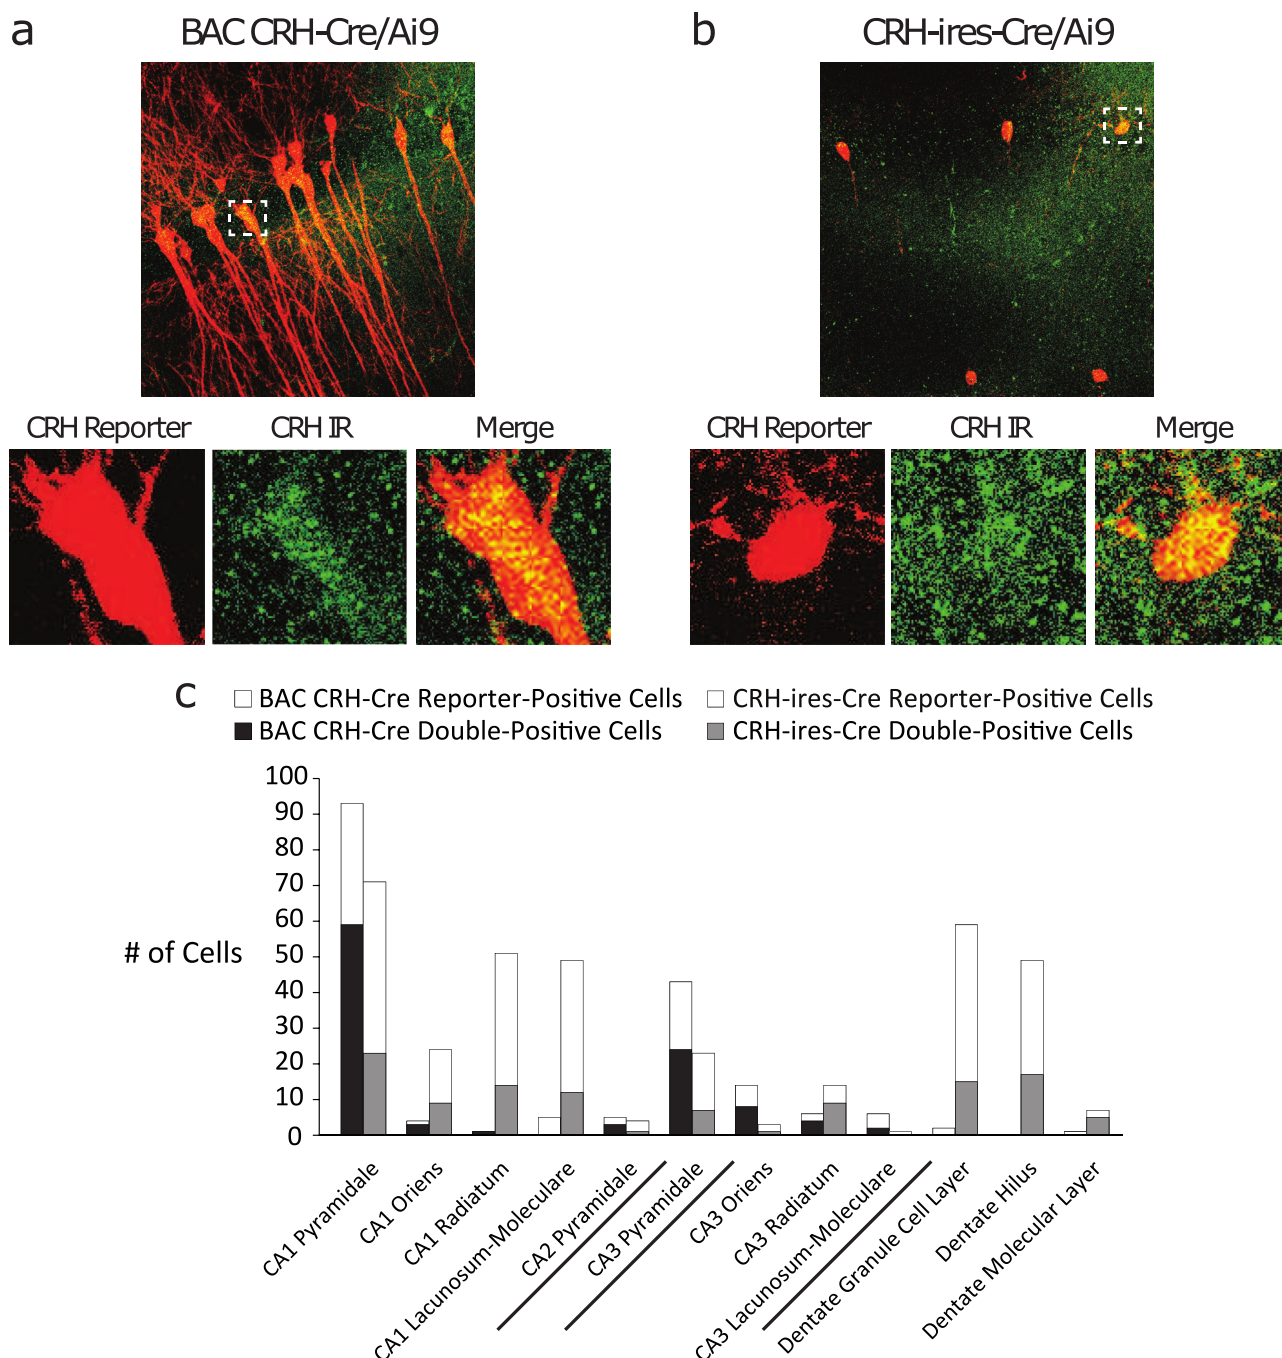 a BAC CRH-Cre/Ai9
b CRH-ires-Cre/Ai9
CRH Reporter CRH IR Merge
CRH Reporter CRH IR Merge
c
BAC CRH-Cre Reporter-Positive Cells
CRH-ires-Cre Reporter-Positive Cells
BAC CRH-Cre Double-Positive Cells
CRH-ires-Cre Double-Positive Cells
100
90
80
70
60
50
40
30
20
10
0
# of Cells
CA1 Pyramidale
CA1 Oriens
CA1 Radiatum
CA1 Lacunosum-Moleculare
CA2 Pyramidale
CA3 Pyramidale
CA3 Oriens
CA3 Radiatum
CA3 Lacunosum-Moleculare
Dentate Granule Cell Layer
Dentate Hilus
Dentate Molecular Layer